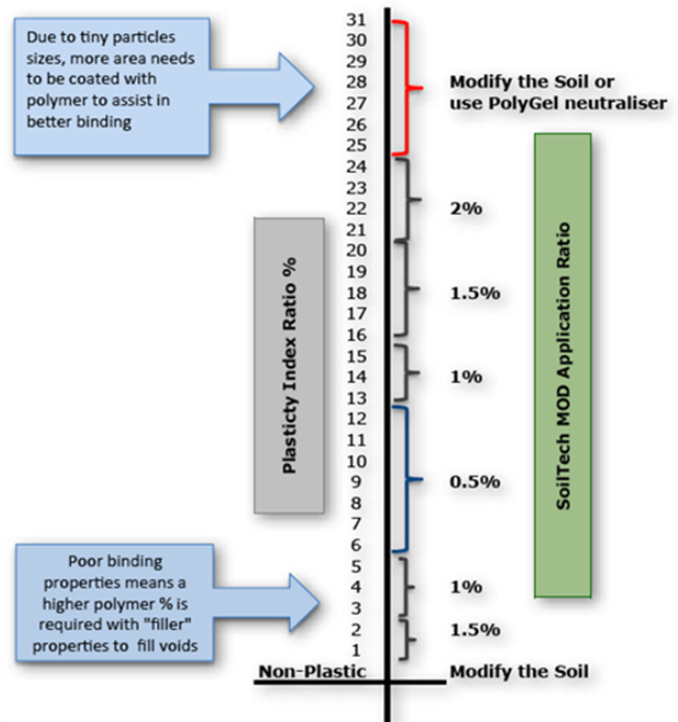 Due to tiny particles
sizes, more area needs
to be coated with
polymer to assist in
better binding
31
30
29
28
27
26
25
24
23
22
21
20
19
18
17
16
15
14
13
12
11
10
9
8
7
6
5
4
3
2
1
Non-Plastic
Modify the Soil or
use PolyGel neutraliser
2%
1.5%
1%
0.5%
1%
1.5%
Modify the Soil
Plasticty Index Ratio %
SoilTech MOD Application Ratio
Poor binding
properties means a
higher polymer % is
required with "filler"
properties to fill voids